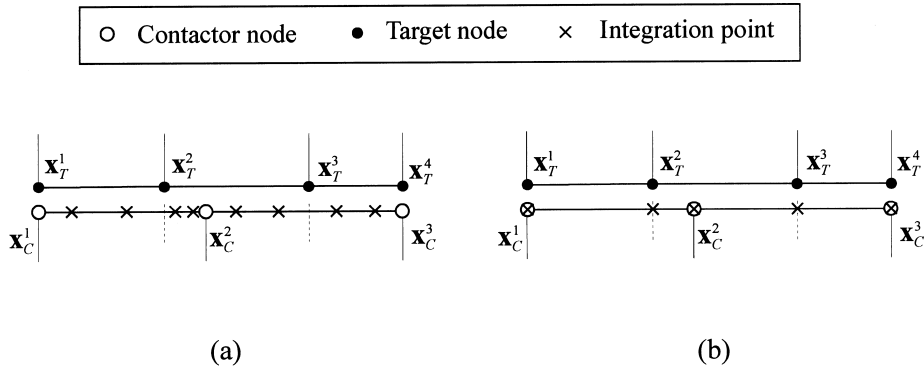 Contactor node Target node Integration point
x_T^1 x_T^2 x_T^3 x_T^4 x_T^1 x_T^2 x_T^3 x_T^4
x_C^1 x_C^2 x_C^3 x_C^1 x_C^2 x_C^3
(a) (b)